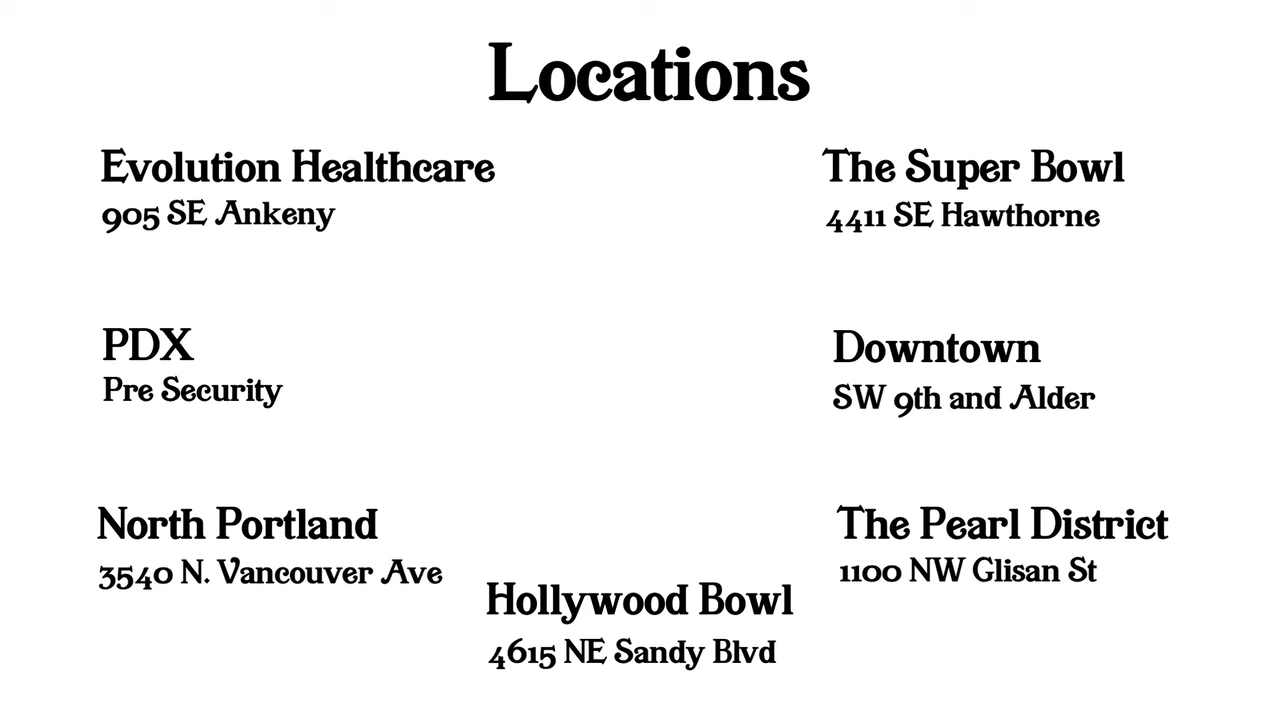 Locations
Evolution Healthcare
905 SE Ankeny
The Super Bowl
4411 SE Hawthorne
PDX
Pre Security
Downtown
SW 9th and Alder
North Portland
3540 N. Vancouver Ave
The Pearl District
1100 NW Glisan St
Hollywood Bowl
4615 NE Sandy Blvd